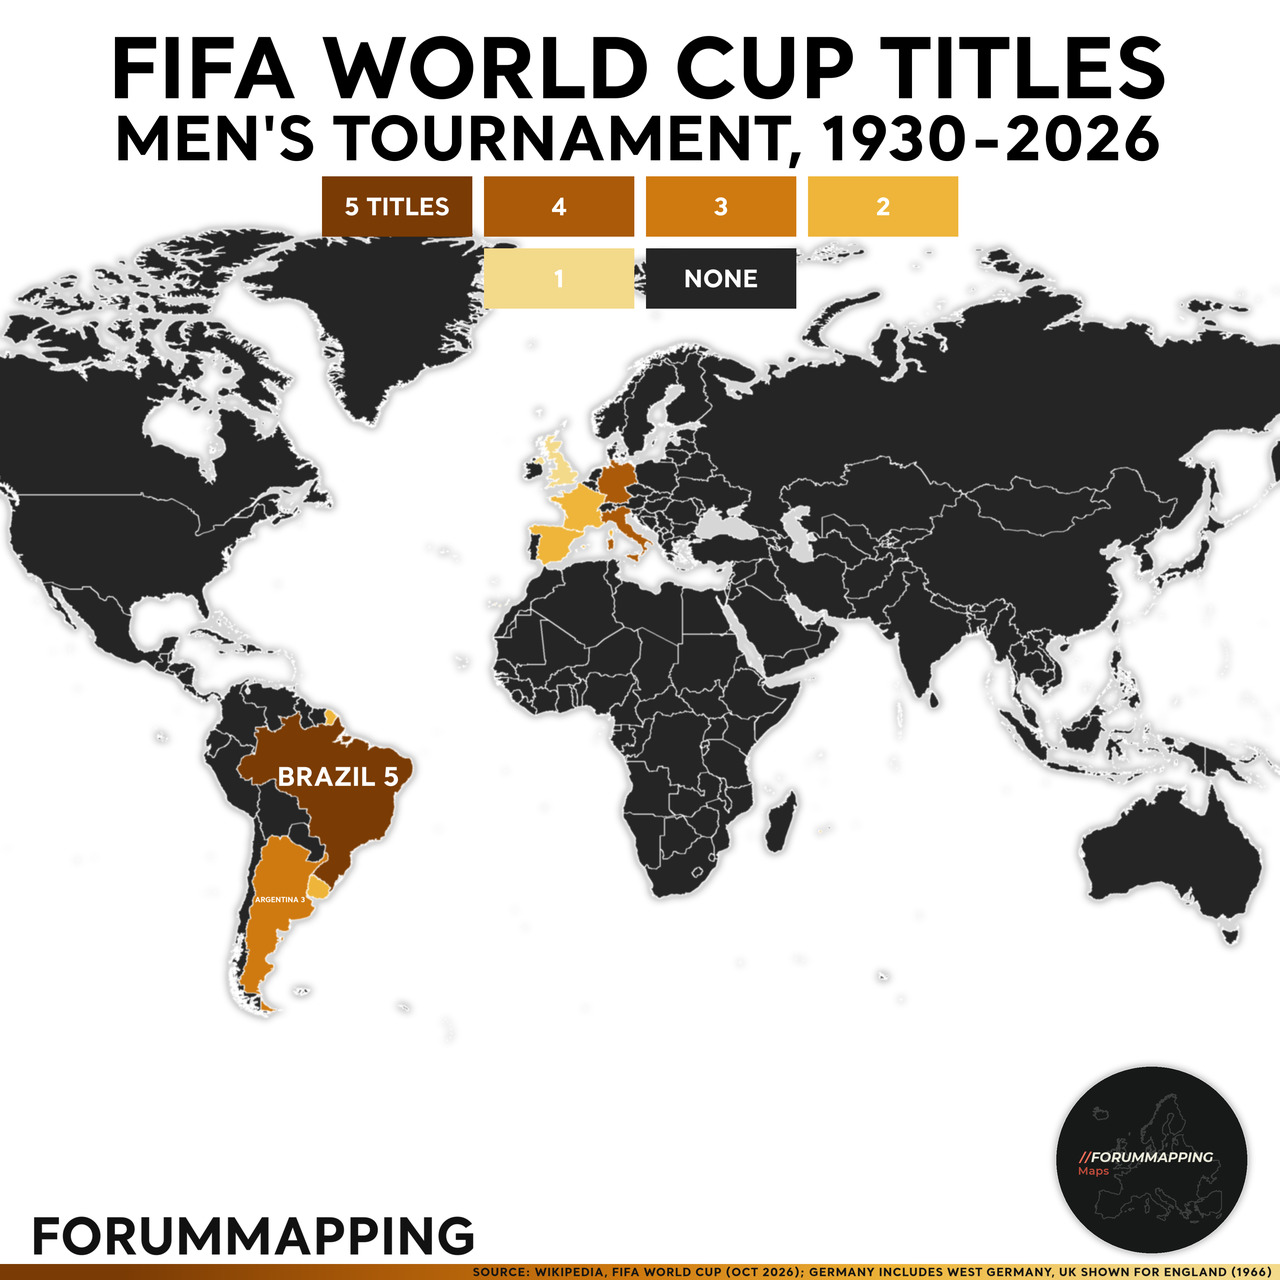 FIFA WORLD CUP TITLES
MEN'S TOURNAMENT, 1930-2026
5 TITLES
4
3
2
1
NONE
BRAZIL 5
ARGENTINA 3
//FORUMMAPPING
Maps
FORUMMAPPING
SOURCE: WIKIPEDIA, FIFA WORLD CUP (OCT 2026); GERMANY INCLUDES WEST GERMANY, UK SHOWN FOR ENGLAND (1966)